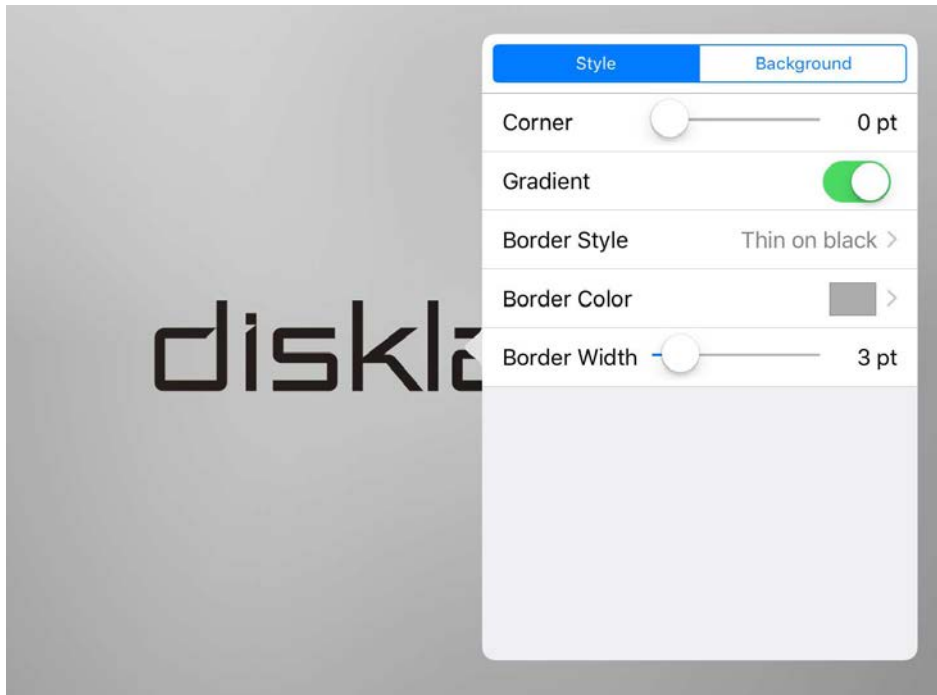 Style Background
Corner 0 pt
Gradient
Border Style Thin on black
Border Color
Border Width 3 pt
diskl